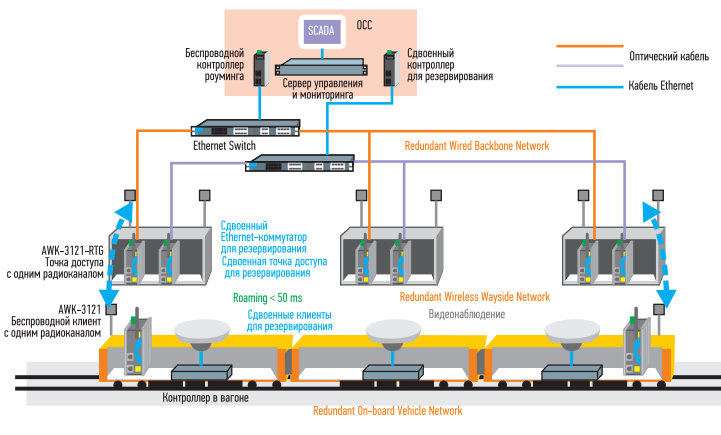 SCADA
ОСС
Беспроводной
контроллер
роуминга
Сервер управления
и мониторинга
Сдвоенный
контроллер
для резервирования
Оптический кабель
Кабель Ethernet
Ethernet Switch
Redundant Wired Backbone Network
AWK-3121-RTG
Точка доступа
с одним радиоканалом
Сдвоенный
Ethernet-коммутатор
для резервирования
Сдвоенная точка доступа
для резервирования
Roaming < 50 ms
Redundant Wireless Wayside Network
AWK-3121
Беспроводной клиент
с одним радиоканалом
Сдвоенные клиенты
для резервирования
Видеонаблюдение
Контроллер в вагоне
Redundant On-board Vehicle Network